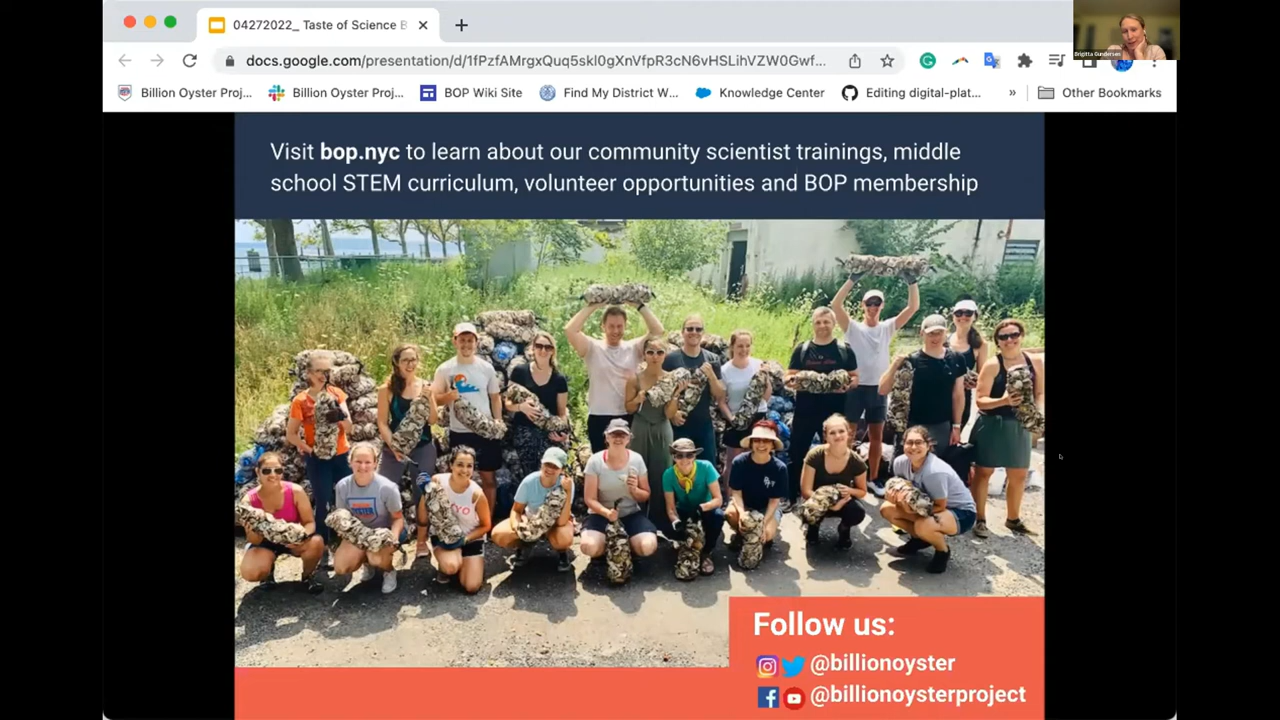 04272022_ Taste of Science B
Brigitta Gundersen
docs.google.com/presentation/d/1fPzfAMrgxQuq5skl0gXnVfpR3cN6vHSLihVZW0Gwf...
Billion Oyster Proj...
Billion Oyster Proj...
BOP Wiki Site
Find My District W...
Knowledge Center
Editing digital-plat...
»
Other Bookmarks
Visit bop.nyc to learn about our community scientist trainings, middle
school STEM curriculum, volunteer opportunities and BOP membership
Follow us:
@billionoyster
@billionoysterproject